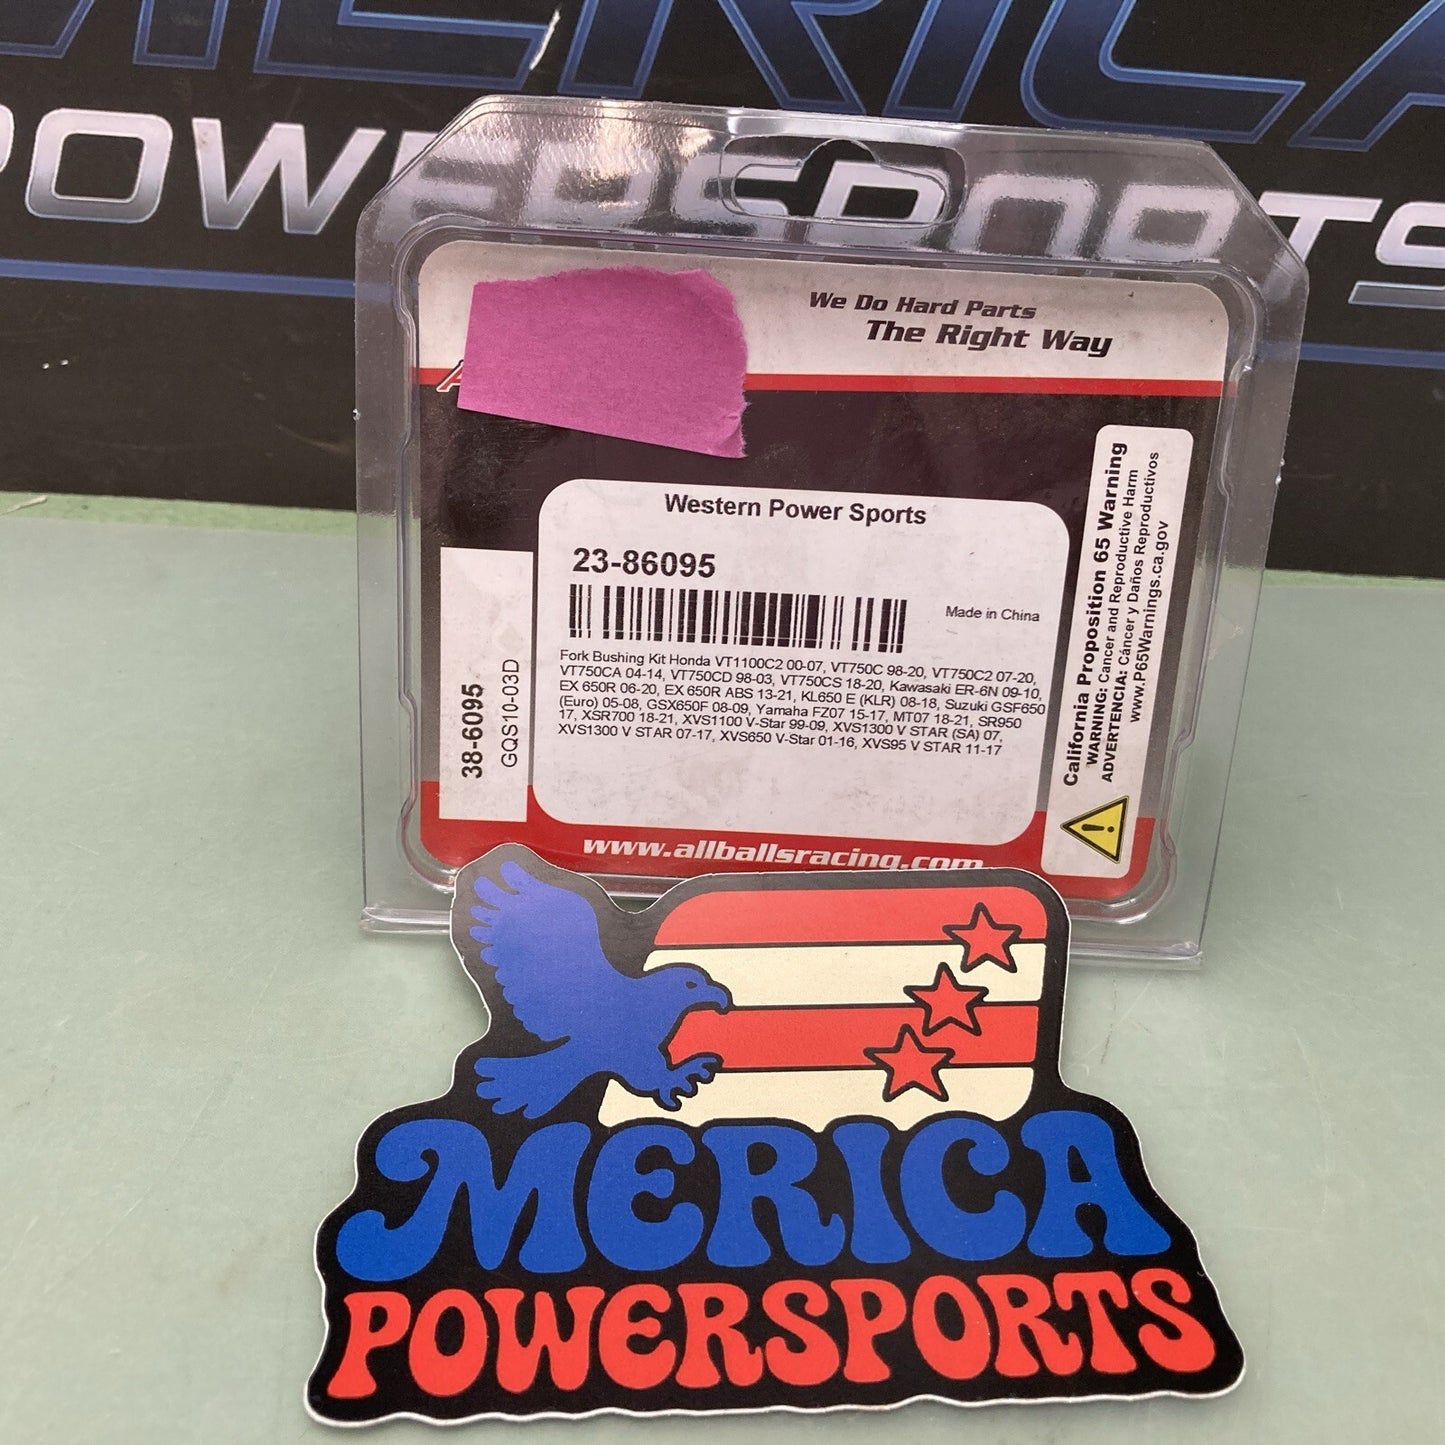 POWERSPORTS
We Do Hard Parts
The Right Way
Western Power Sports
23-86095
Made in China
Fork Bushing Kit Honda VT1100C2 00-07, VT750C 98-20, VT750C2 07-20,
VT750CA 04-14, VT750CD 98-03, VT750CS 18-20, Kawasaki ER-6N 09-10,
EX 650R 06-20, EX 650R ABS 13-21, KL650 E (KLR) 08-18, Suzuki GSF650
(Euro) 05-08, GSX650F 08-09, Yamaha FZ07 15-17, MT07 18-21, SR950
17, XSR700 18-21, XVS1100 V-Star 99-09, XVS1300 V STAR (SA) 07,
XVS1300 V STAR 07-17, XVS650 V-Star 01-16, XVS95 V STAR 11-17
38-6095
GQS10-03D
California Proposition 65 Warning
WARNING: Cancer and Reproductive Harm
ADVERTENCIA: Cáncer y Daños Reproductivos
www.P65Warnings.ca.gov
www.allballsracing.com
'MERICA
POWERSPORTS